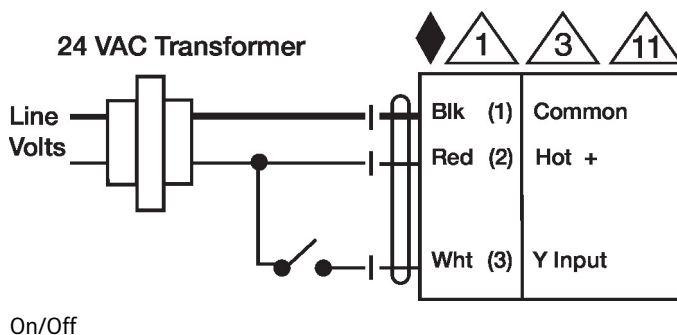 24 VAC Transformer
1 3 11
Line
Volts
Blk (1) Common
Red (2) Hot +
Wht (3) Y Input
On/Off